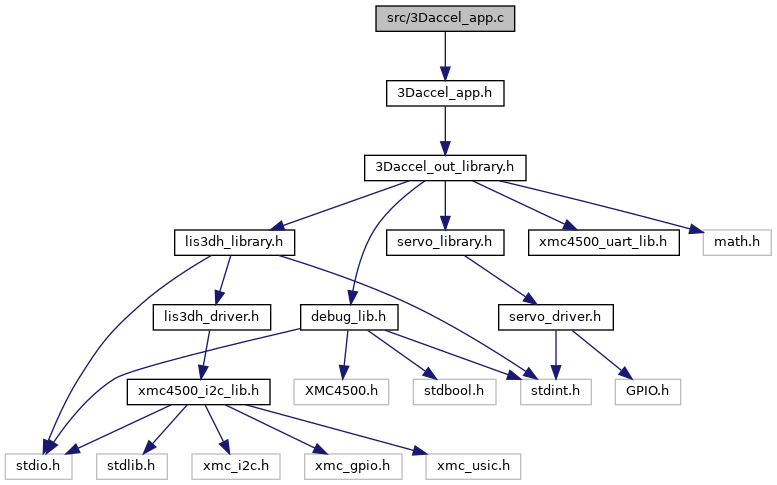 src/3Daccel_app.c
3Daccel_app.h
3Daccel_out_library.h
lis3dh_library.h
servo_library.h
xmc4500_uart_lib.h
math.h
lis3dh_driver.h
debug_lib.h
servo_driver.h
xmc4500_i2c_lib.h
XMC4500.h
stdbool.h
stdint.h
GPIO.h
stdio.h
stdlib.h
xmc_i2c.h
xmc_gpio.h
xmc_usic.h